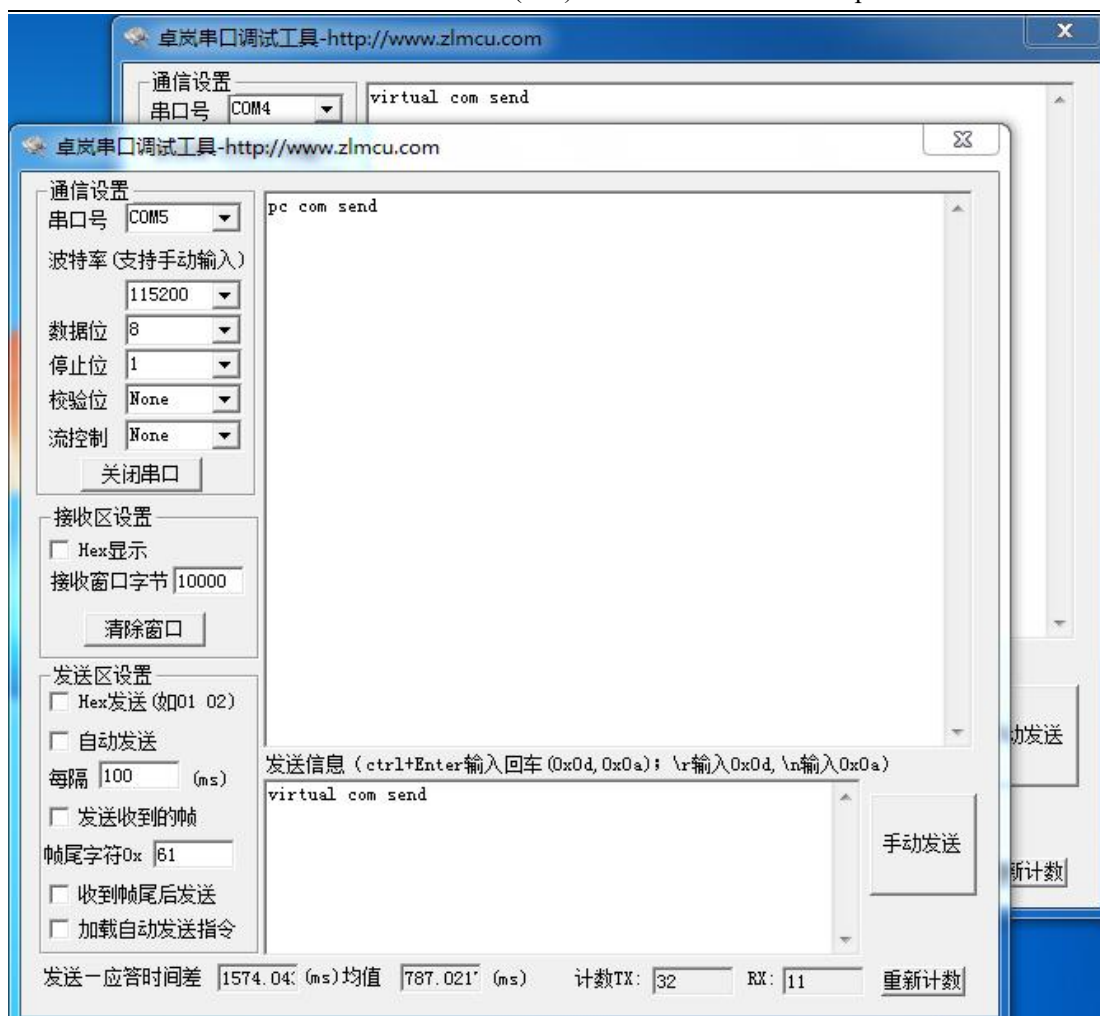 卓岚串口调试工具-http://www.zlmcu.com
x
通信设置
串口号 COM4
virtual com send
卓岚串口调试工具-http://www.zlmcu.com
通信设置
串口号 COM5
pc com send
波特率(支持手动输入)
115200
数据位 8
停止位 1
校验位 None
流控制 None
关闭串口
接收区设置
Hex显示
接收窗口字节 10000
清除窗口
发送区设置
Hex发送(如01 02)
自动发送
每隔 100 (ms)
发送收到的帧
帧尾字符0x 61
收到帧尾后发送
加载自动发送指令
发送信息（ctrl+Enter输入回车(0x0d,0x0a)；\r输入0x0d,\n输入0x0a）
virtual com send
手动发送
动发送
新计数
发送一应答时间差 1574.04 (ms)均值 787.021 (ms) 计数TX: 32 RX: 11 重新计数